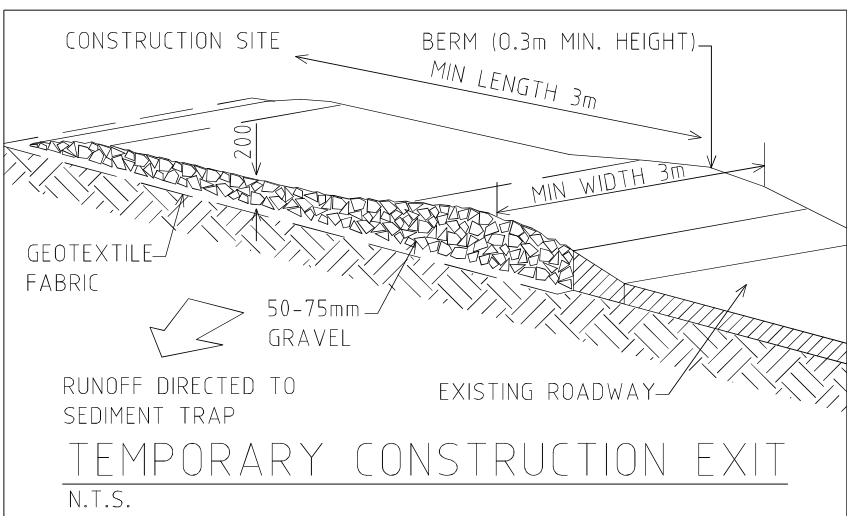 CONSTRUCTION SITE
BERM (0.3m MIN. HEIGHT)
MIN LENGTH 3m
200
MIN WIDTH 3m
GEOTEXTILE
FABRIC
50-75mm
GRAVEL
RUNOFF DIRECTED TO
SEDIMENT TRAP
EXISTING ROADWAY
TEMPORARY CONSTRUCTION EXIT
N.T.S.